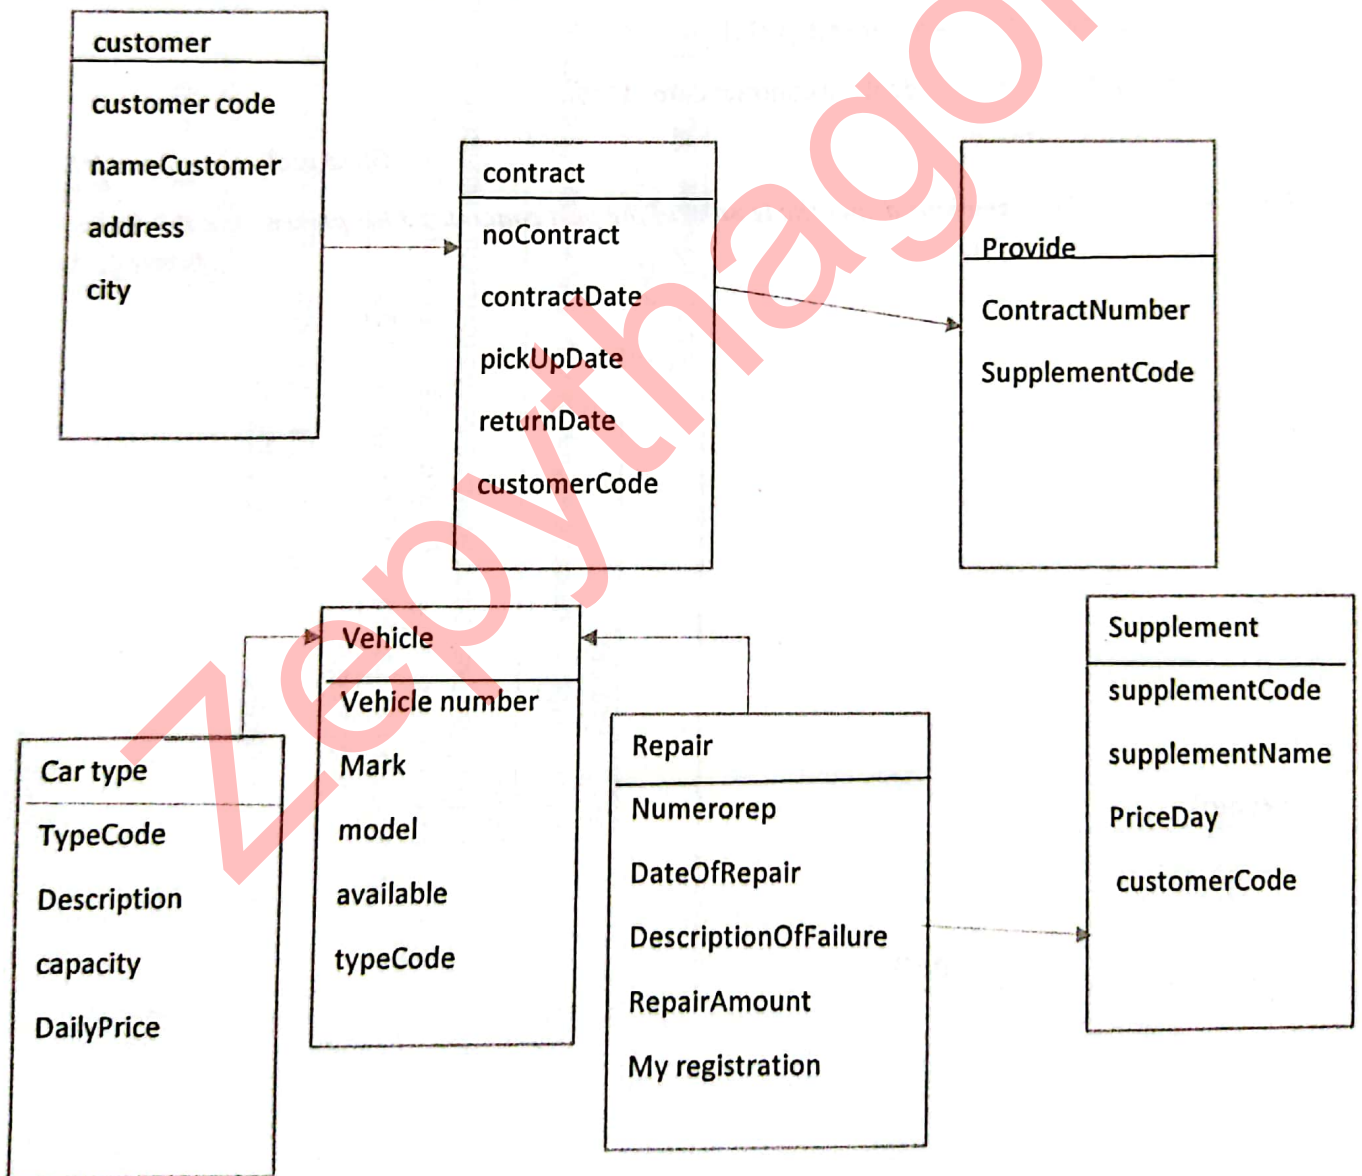 customer
customer code
nameCustomer
address
city
contract
noContract
contractDate
pickUpDate
returnDate
customerCode
Provide
ContractNumber
SupplementCode
Car type
TypeCode
Description
capacity
DailyPrice
Vehicle
Vehicle number
Mark
model
available
typeCode
Repair
Numerorep
DateOfRepair
DescriptionOfFailure
RepairAmount
My registration
Supplement
supplementCode
supplementName
PriceDay
customerCode
Zepythagor